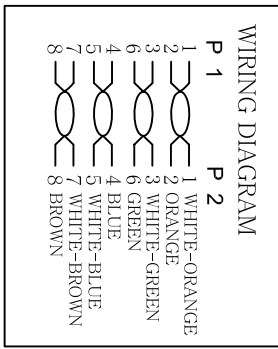 WIRING DIAGRAM
P 1 P 2
1 1 WHITE-ORANGE
2 2 ORANGE
3 3 WHITE-GREEN
6 6 GREEN
4 4 BLUE
5 5 WHITE-BLUE
7 7 WHITE-BROWN
8 8 BROWN